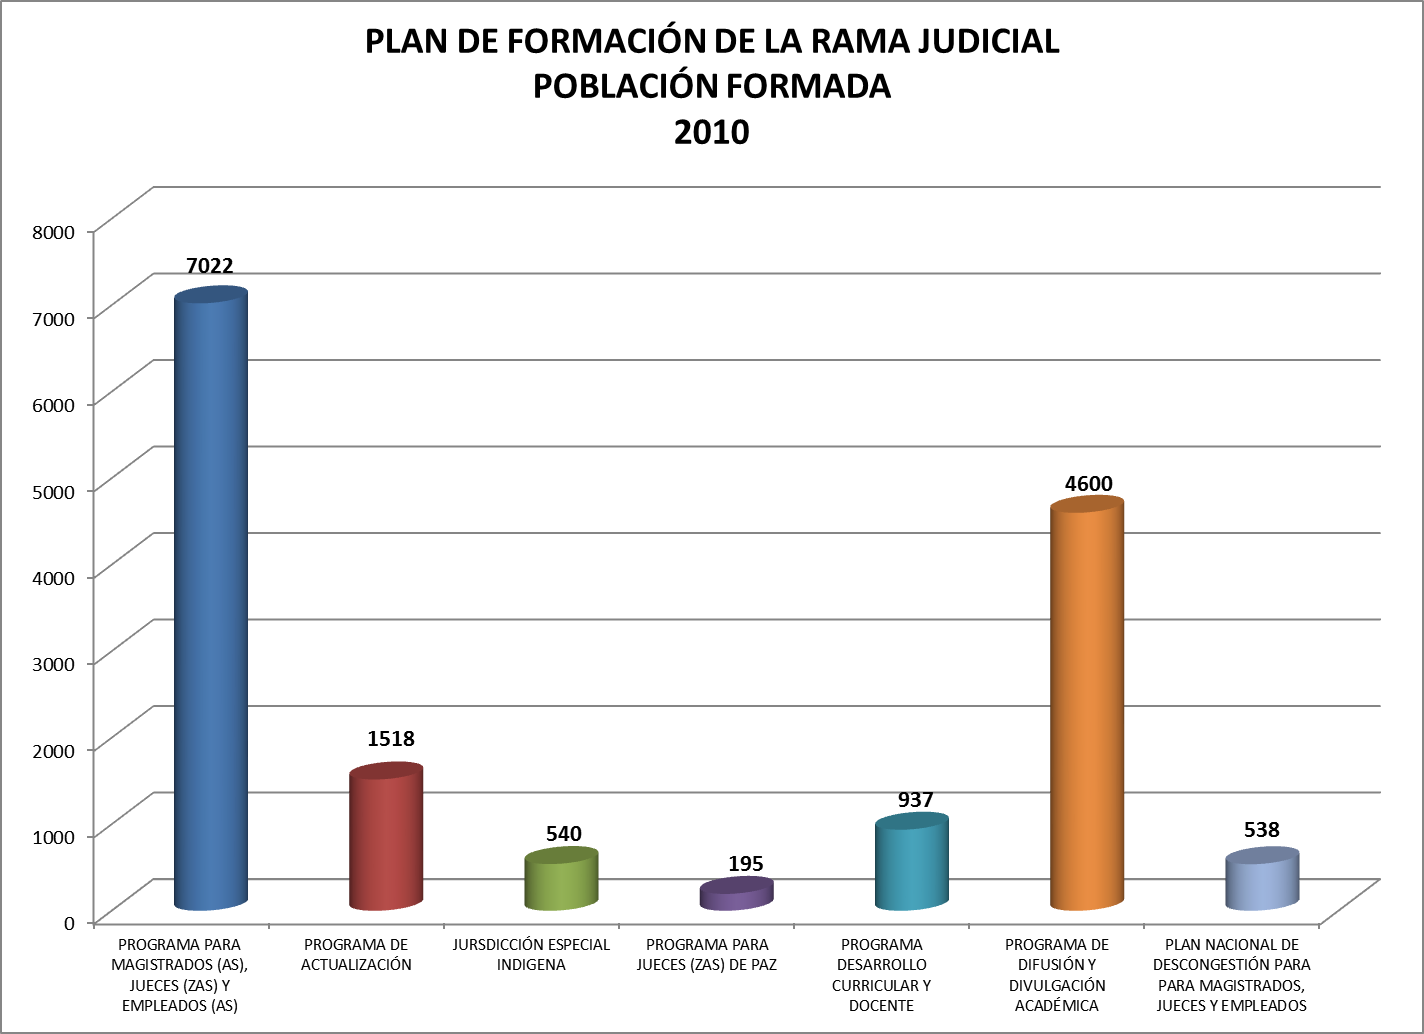 PLAN DE FORMACIÓN DE LA RAMA JUDICIAL
POBLACIÓN FORMADA
2010
8000
7000
6000
5000
4000
3000
2000
1000
0
7022
1518
540
195
937
4600
538
PROGRAMA PARA
MAGISTRADOS (AS),
JUECES (ZAS) Y
EMPLEADOS (AS)
PROGRAMA DE
ACTUALIZACIÓN
JURSDICCIÓN ESPECIAL
INDIGENA
PROGRAMA PARA
JUECES (ZAS) DE PAZ
PROGRAMA
DESARROLLO
CURRICULAR Y
DOCENTE
PROGRAMA DE
DIFUSIÓN Y
DIVULGACIÓN
ACADÉMICA
PLAN NACIONAL DE
DESCONGESTIÓN PARA
PARA MAGISTRADOS,
JUECES Y EMPLEADOS